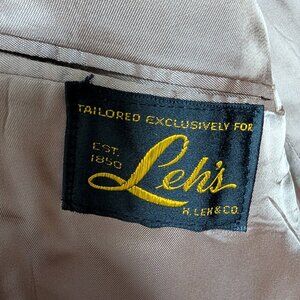 TAILORED EXCLUSIVELY FOR
EST.
1850
Leh's
H. LEH & CO.